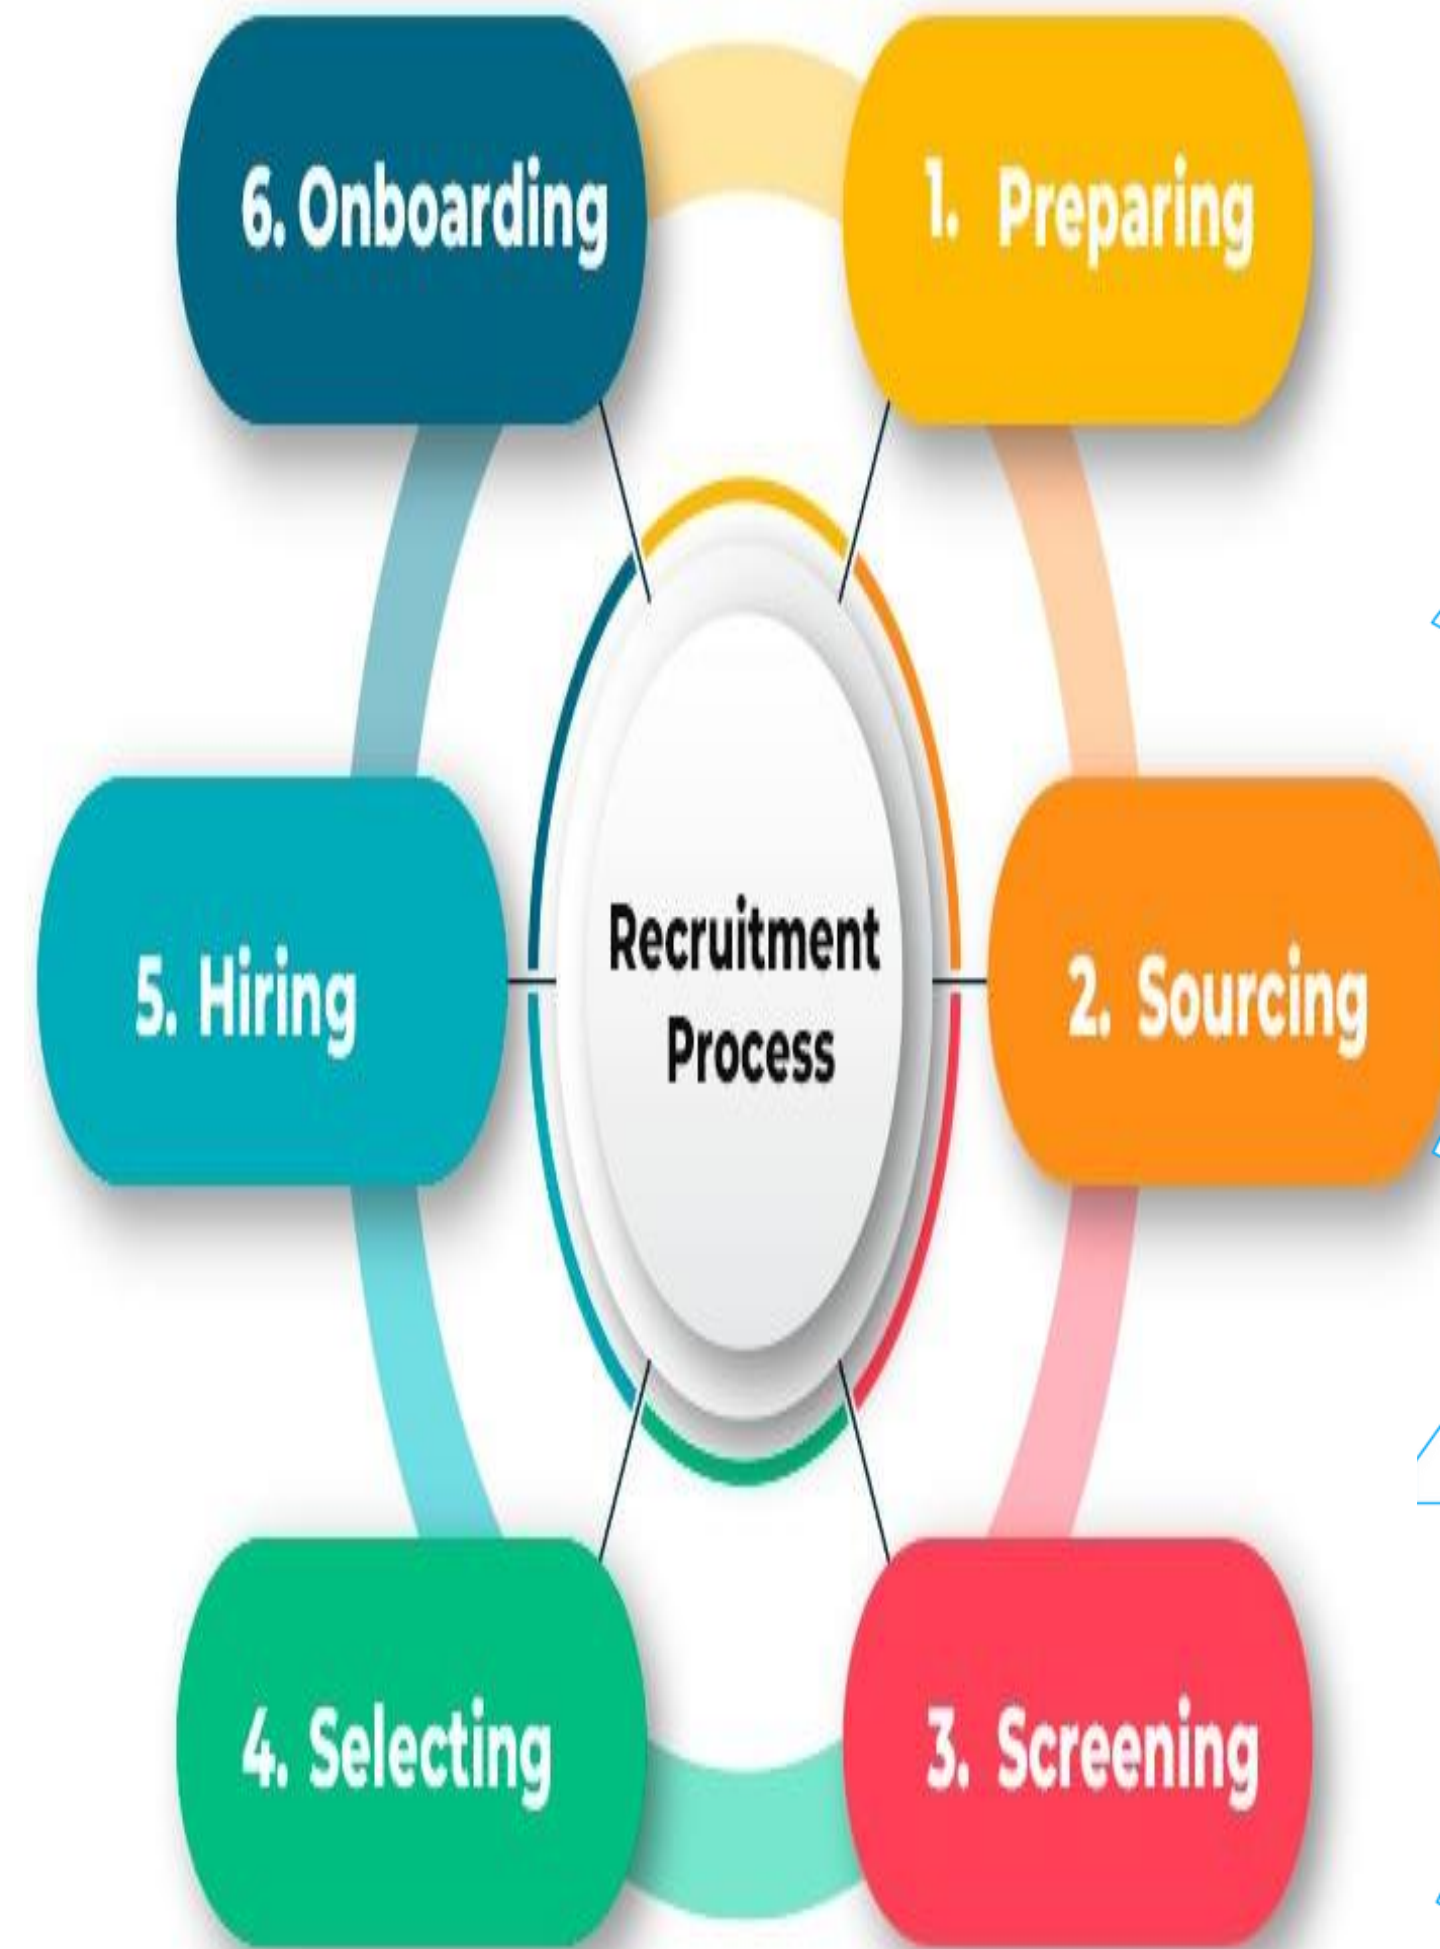 Recruitment
Process
1. Preparing
2. Sourcing
3. Screening
4. Selecting
5. Hiring
6. Onboarding